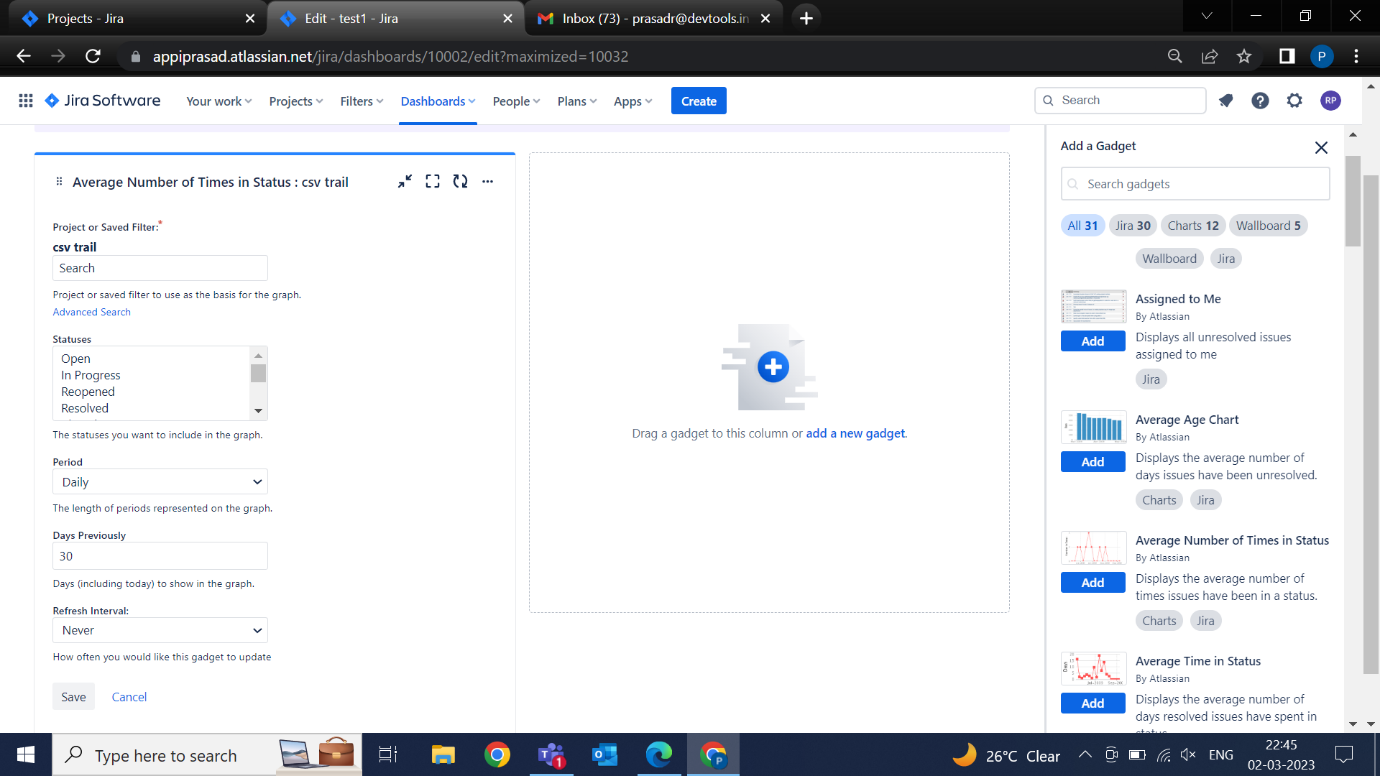 Projects - Jira
Edit - test1 - Jira
Inbox (73) - prasadr@devtools.in
appiprasad.atlassian.net/jira/dashboards/10002/edit?maximized=10032
P
Jira Software
Your work
Projects
Filters
Dashboards
People
Plans
Apps
Create
Search
RP
Average Number of Times in Status : csv trail
Project or Saved Filter:*
csv trail
Search
Project or saved filter to use as the basis for the graph.
Advanced Search
Statuses
Open
In Progress
Reopened
Resolved
The statuses you want to include in the graph.
Period
Daily
The length of periods represented on the graph.
Days Previously
30
Days (including today) to show in the graph.
Refresh Interval:
Never
How often you would like this gadget to update
Save Cancel
Drag a gadget to this column or add a new gadget.
Add a Gadget
Search gadgets
All 31 Jira 30 Charts 12 Wallboard 5
Wallboard Jira
Assigned to Me
By Atlassian
Add
Displays all unresolved issues
assigned to me
Jira
Average Age Chart
By Atlassian
Add
Displays the average number of
days issues have been unresolved.
Charts Jira
Average Number of Times in Status
By Atlassian
Add
Displays the average number of
times issues have been in a status.
Charts Jira
Average Time in Status
By Atlassian
Add
Displays the average number of
days resolved issues have spent in
status.
Type here to search
26°C Clear
ENG
22:45
02-03-2023